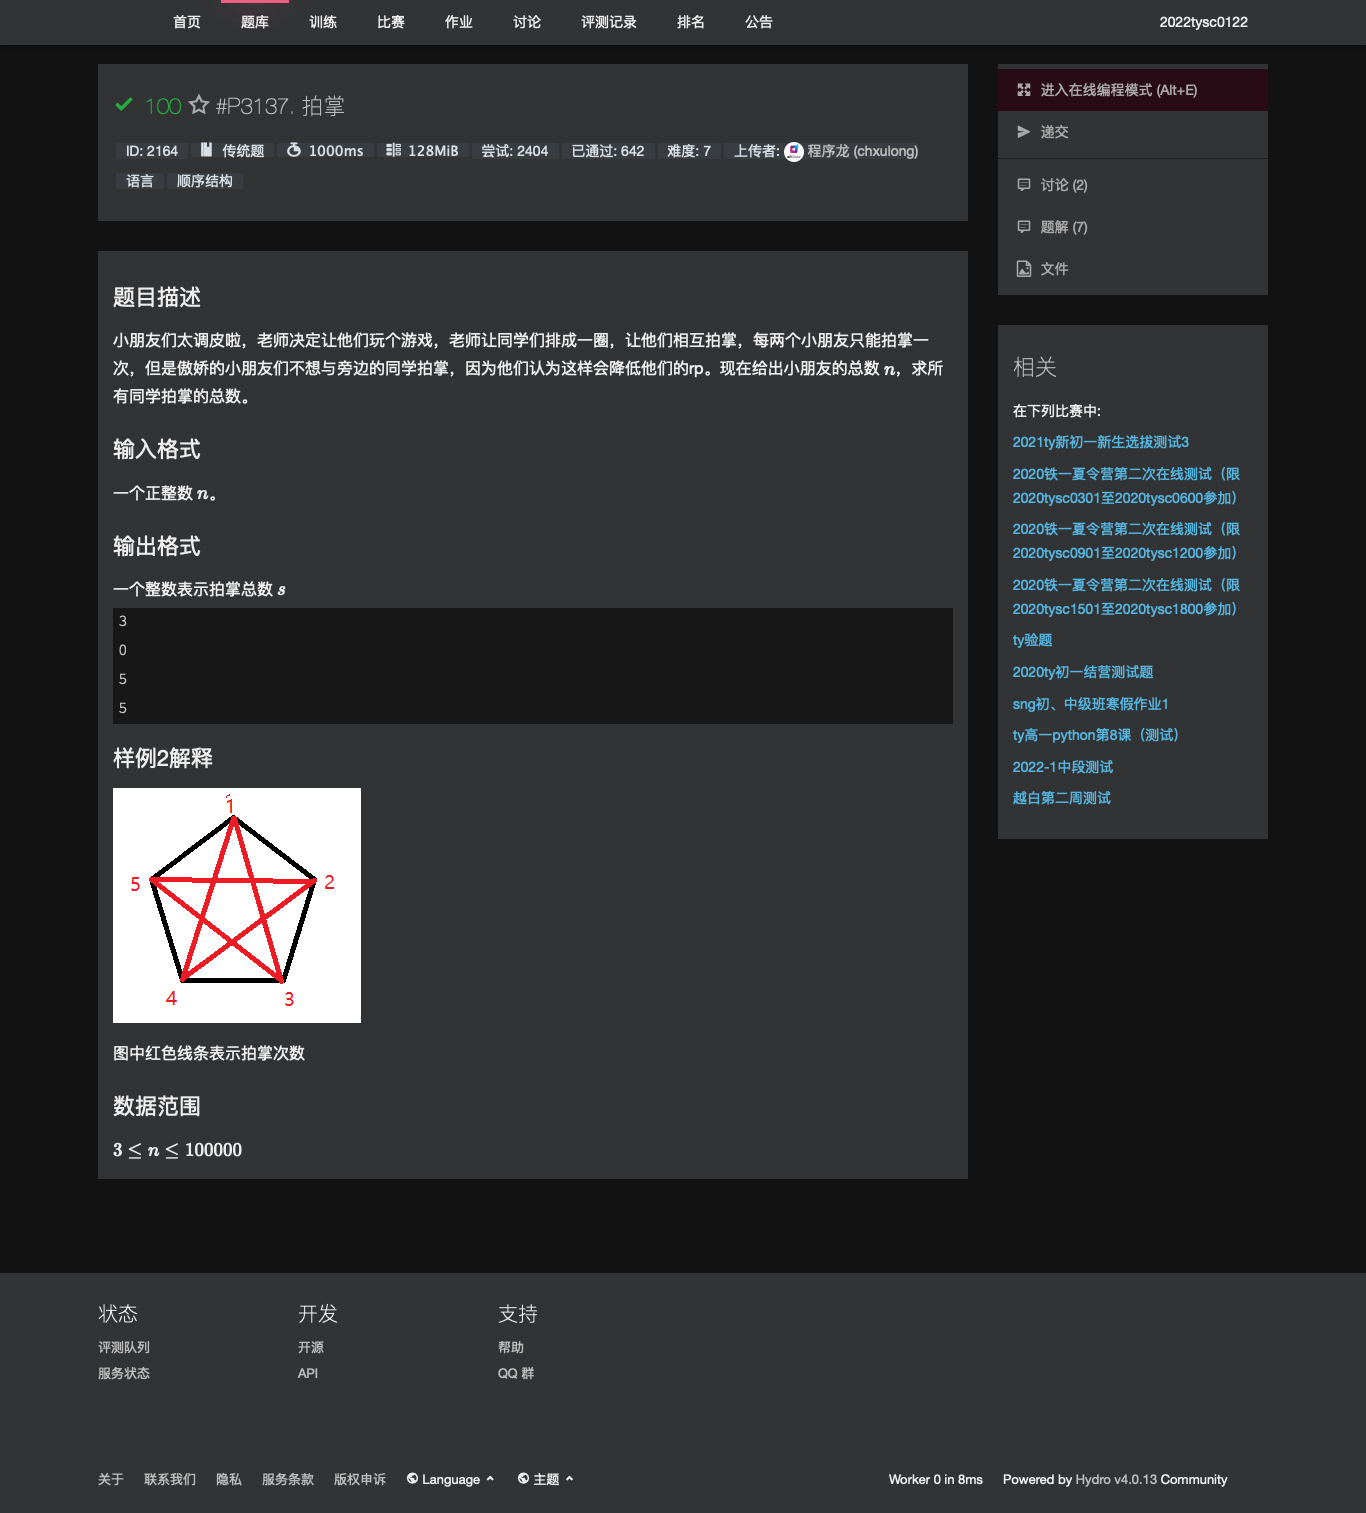 首页 题库 训练 比赛 作业 讨论 评测记录 排名 公告 2022tysc0122
100 #P3137. 拍掌
ID: 2164 传统题 1000ms 128MiB 尝试: 2404 已通过: 642 难度: 7 上传者: 程序龙 (chxulong)
语言 顺序结构
题目描述
小朋友们太调皮啦，老师决定让他们玩个游戏，老师让同学们排成一圈，让他们相互拍掌，每两个小朋友只能拍掌一
次，但是傲娇的小朋友们不想与旁边的同学拍掌，因为他们认为这样会降低他们的rp。现在给出小朋友的总数 n，求所
有同学拍掌的总数。
输入格式
一个正整数 n。
输出格式
一个整数表示拍掌总数 s
3
0
5
5
样例2解释
1
5
2
4
3
图中红色线条表示拍掌次数
数据范围
3 ≤ n ≤ 100000
进入在线编程模式 (Alt+E)
递交
讨论 (2)
题解 (7)
文件
相关
在下列比赛中:
2021ty新初一新生选拔测试3
2020铁一夏令营第二次在线测试（限
2020tysc0301至2020tysc0600参加）
2020铁一夏令营第二次在线测试（限
2020tysc0901至2020tysc1200参加）
2020铁一夏令营第二次在线测试（限
2020tysc1501至2020tysc1800参加）
ty验题
2020ty初一结营测试题
sng初、中级班寒假作业1
ty高一python第8课（测试）
2022-1中段测试
越白第二周测试
状态 开发 支持
评测队列 开源 帮助
服务状态 API QQ 群
关于 联系我们 隐私 服务条款 版权申诉 Language 主题 Worker 0 in 8ms Powered by Hydro v4.0.13 Community